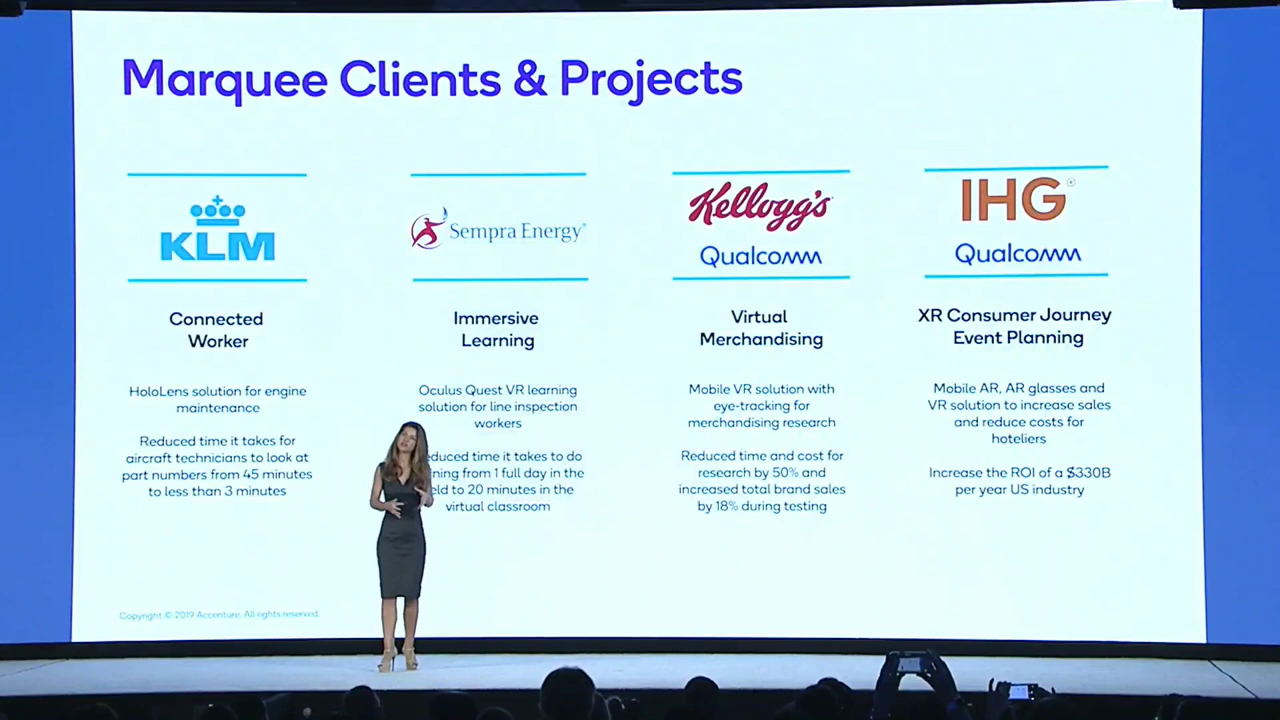 Marquee Clients & Projects
KLM
Connected
Worker
HoloLens solution for engine
maintenance
Reduced time it takes for
aircraft technicians to look at
part numbers from 45 minutes
to less than 3 minutes
Sempra Energy®
Immersive
Learning
Oculus Quest VR learning
solution for line inspection
workers
educed time it takes to do
from 1 full day in the
to 20 minutes in the
virtual classroom
Kellogg's
Qualcomm
Virtual
Merchandising
Mobile VR solution with
eye-tracking for
merchandising research
Reduced time and cost for
research by 50% and
increased total brand sales
by 18% during testing
IHG®
Qualcomm
XR Consumer Journey
Event Planning
Mobile AR, AR glasses and
VR solution to increase sales
and reduce costs for
hoteliers
Increase the ROI of a $330B
per year US industry
Copyright © 2019 Accenture. All rights reserved.